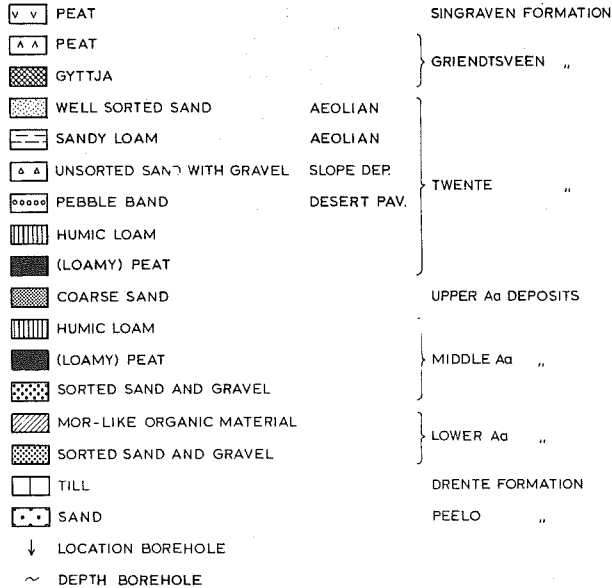 PEAT SINGRAVEN FORMATION
PEAT
GRIENDTSVEEN "
GYTTJA
WELL SORTED SAND AEOLIAN
SANDY LOAM AEOLIAN
UNSORTED SAND WITH GRAVEL SLOPE DEP.
TWENTE "
PEBBLE BAND DESERT PAV.
HUMIC LOAM
(LOAMY) PEAT
COARSE SAND UPPER Aa DEPOSITS
HUMIC LOAM
(LOAMY) PEAT MIDDLE Aa "
SORTED SAND AND GRAVEL
MOR-LIKE ORGANIC MATERIAL
LOWER Aa "
SORTED SAND AND GRAVEL
TILL DRENTE FORMATION
SAND PEELO "
LOCATION BOREHOLE
DEPTH BOREHOLE